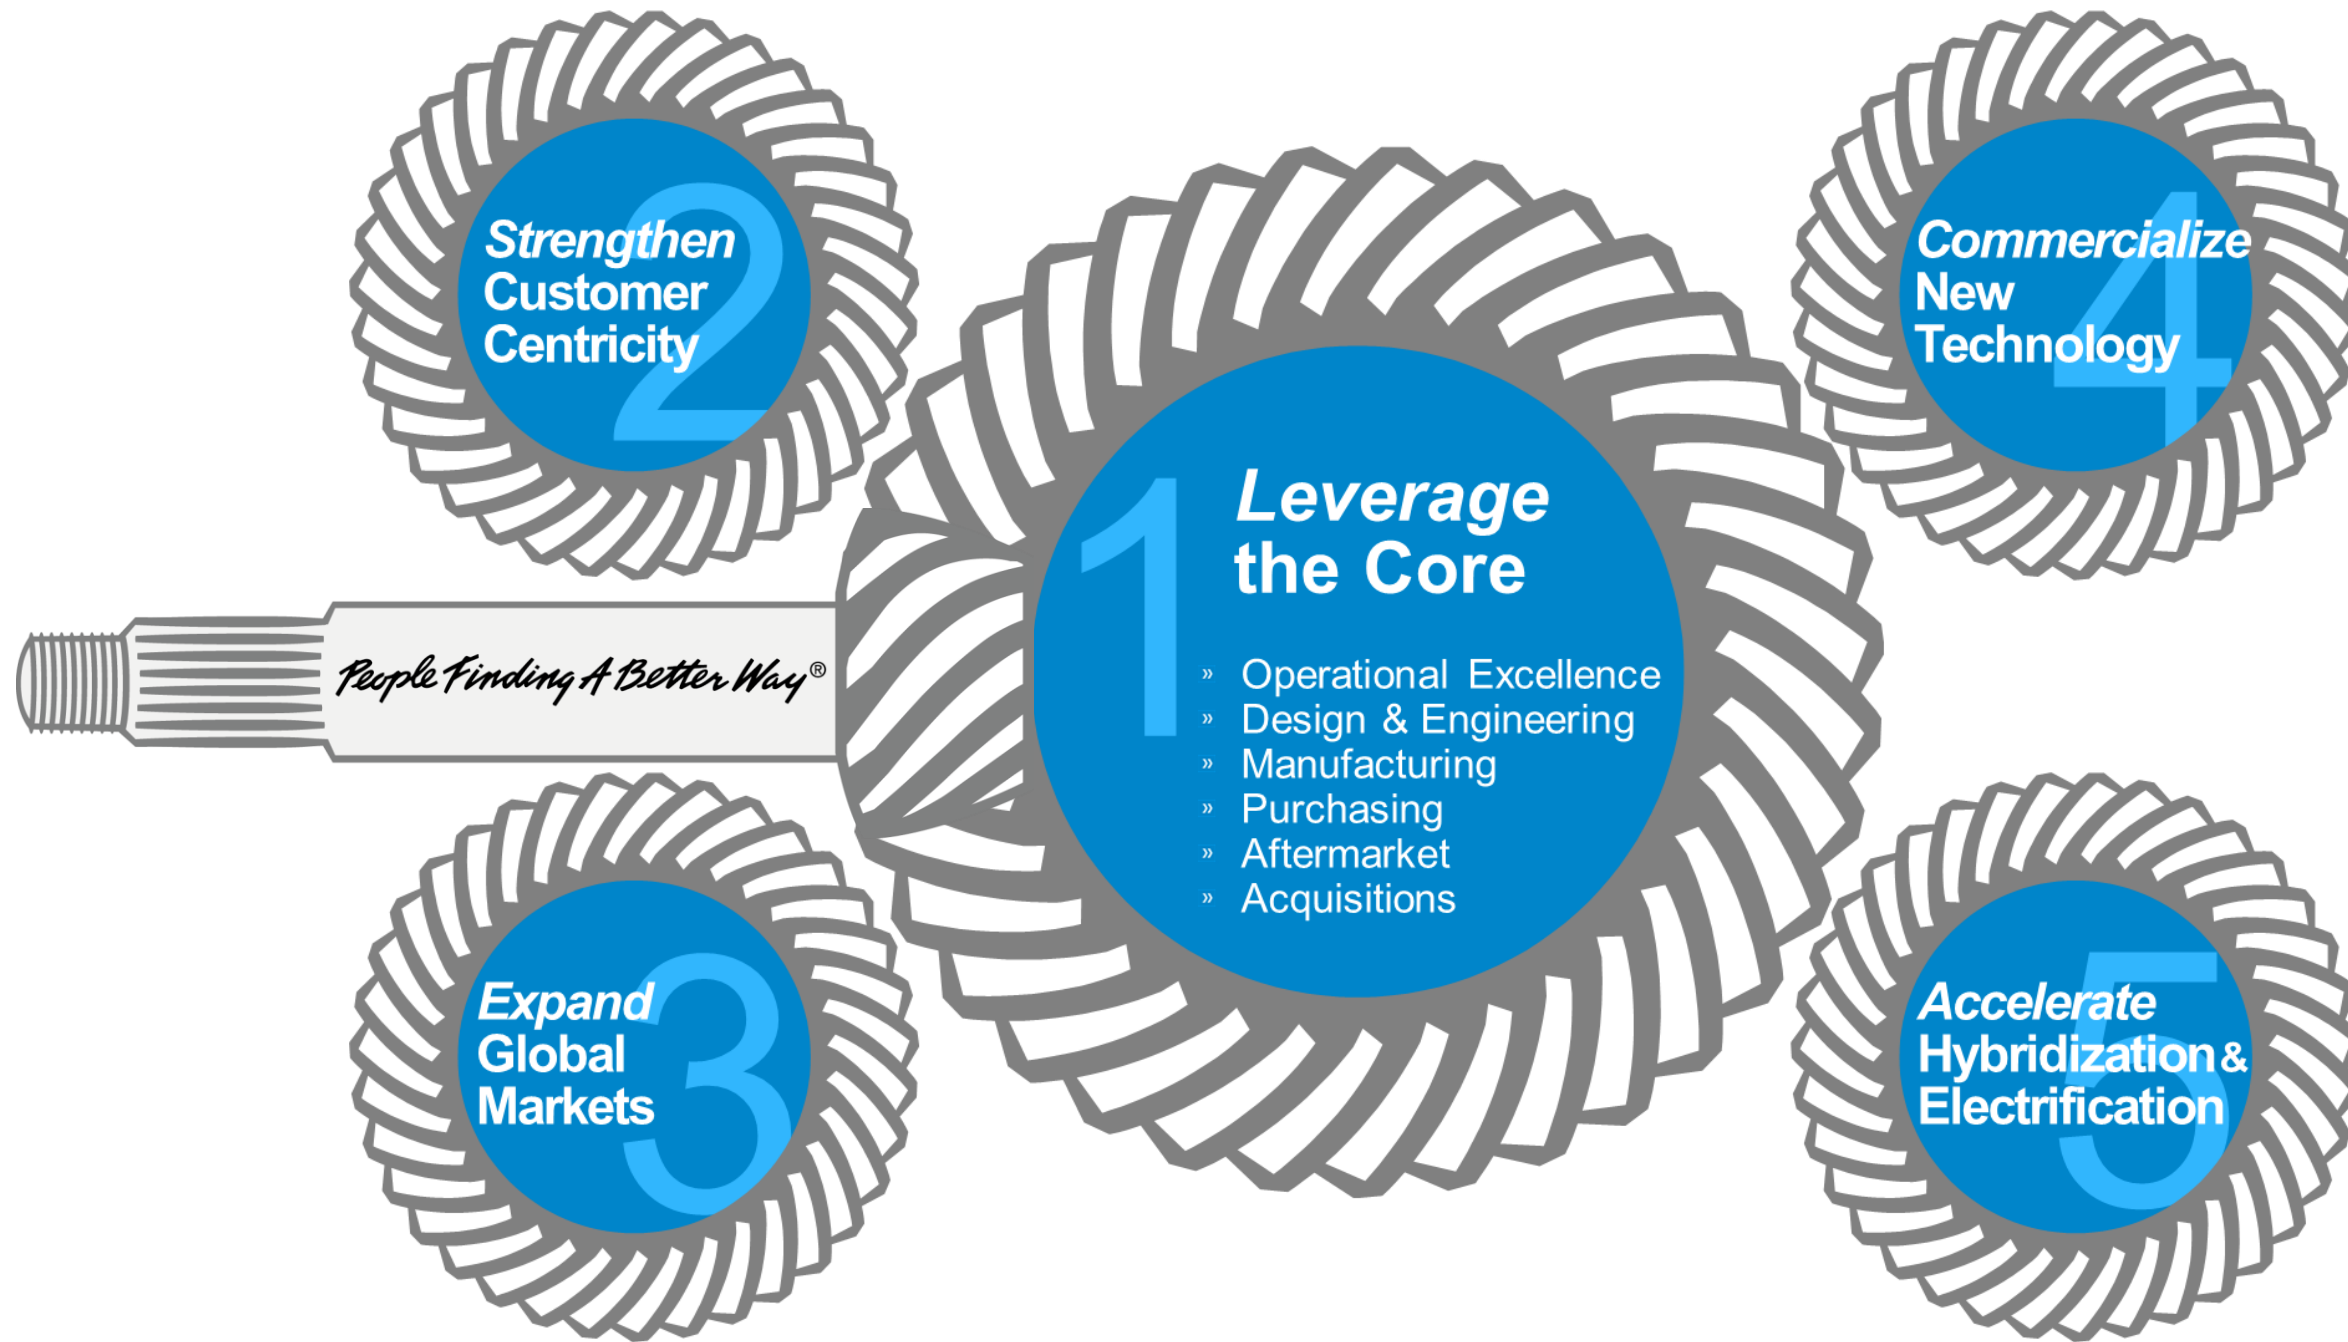 2
Strengthen
Customer
Centricity
4
Commercialize
New
Technology
1
Leverage
the Core
» Operational Excellence
» Design & Engineering
» Manufacturing
» Purchasing
» Aftermarket
» Acquisitions
People Finding A Better Way®
3
Expand
Global
Markets
5
Accelerate
Hybridization &
Electrification